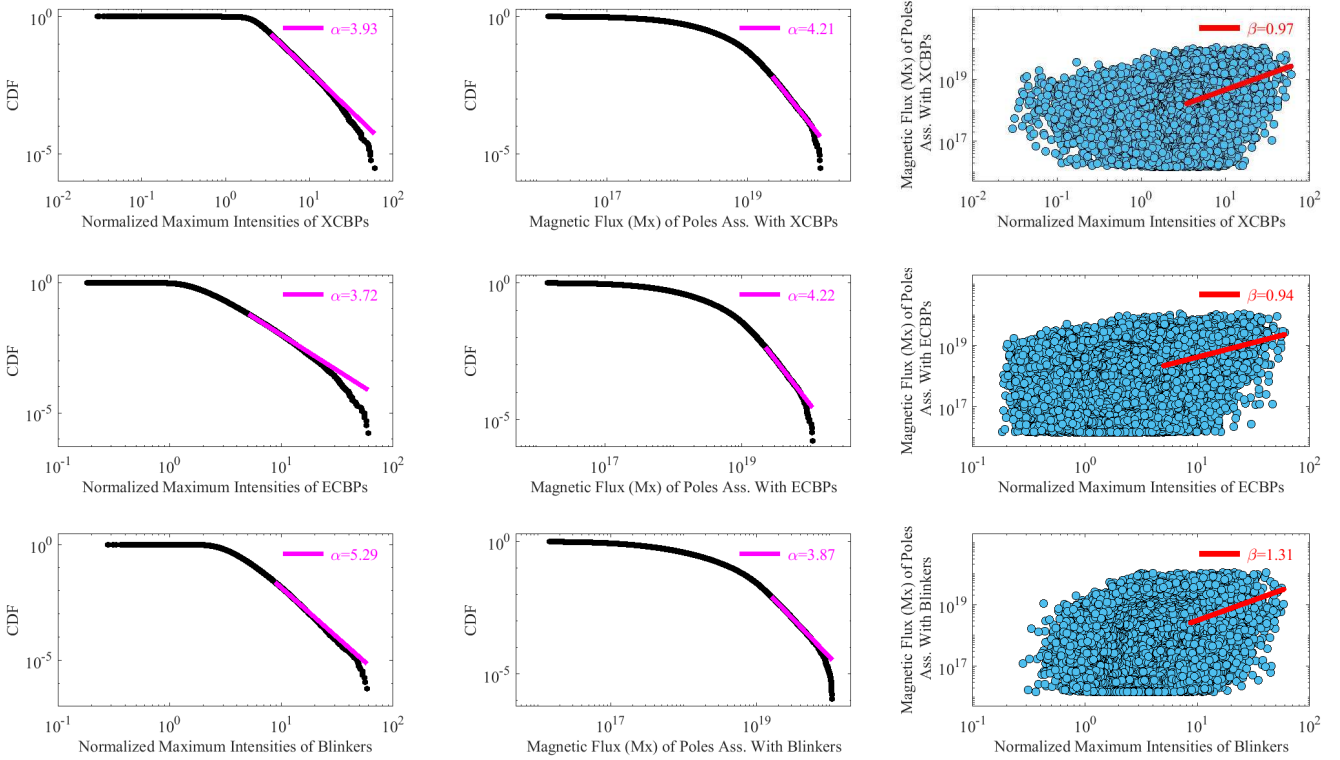 10^0
10^-5
CDF
α=3.93
10^-2 10^-1 10^0 10^1 10^2
Normalized Maximum Intensities of XCBPs
10^0
10^-5
CDF
α=4.21
10^17 10^19
Magnetic Flux (Mx) of Poles Ass. With XCBPs
Magnetic Flux (Mx) of Poles
Ass. With XCBPs
10^19
10^17
β=0.97
10^-2 10^-1 10^0 10^1 10^2
Normalized Maximum Intensities of XCBPs
10^0
10^-5
CDF
α=3.72
10^-1 10^0 10^1 10^2
Normalized Maximum Intensities of ECBPs
10^0
10^-5
CDF
α=4.22
10^17 10^19
Magnetic Flux (Mx) of Poles Ass. With ECBPs
Magnetic Flux (Mx) of Poles
Ass. With ECBPs
10^19
10^17
β=0.94
10^-1 10^0 10^1 10^2
Normalized Maximum Intensities of ECBPs
10^0
10^-5
CDF
α=5.29
10^-1 10^0 10^1 10^2
Normalized Maximum Intensities of Blinkers
10^0
10^-5
CDF
α=3.87
10^17 10^19
Magnetic Flux (Mx) of Poles Ass. With Blinkers
Magnetic Flux (Mx) of Poles
Ass. With Blinkers
10^19
10^17
β=1.31
10^-1 10^0 10^1 10^2
Normalized Maximum Intensities of Blinkers